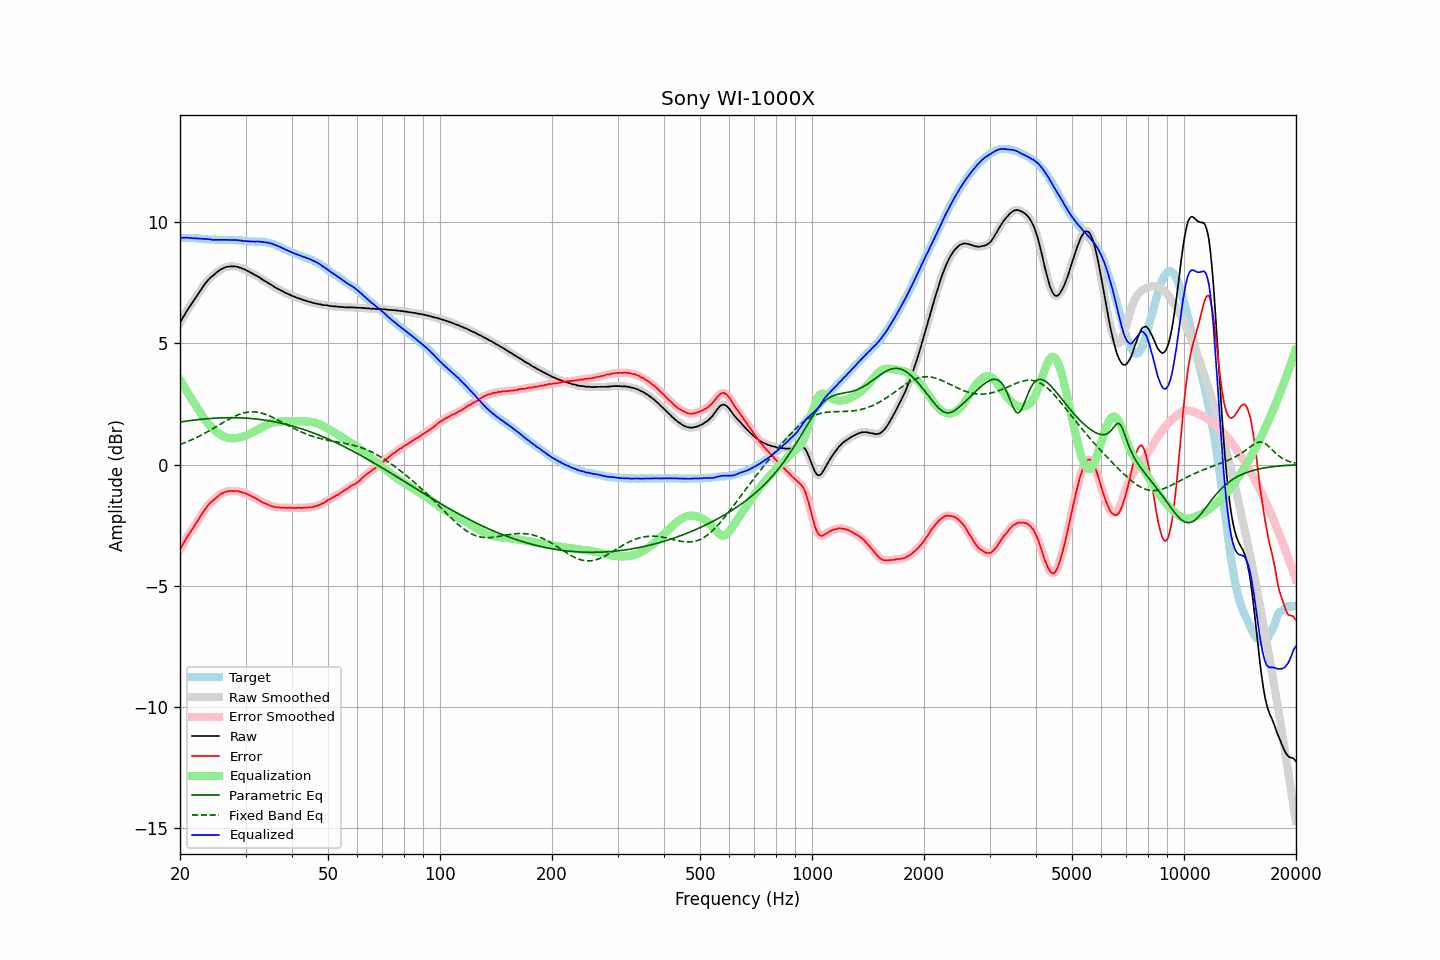 Sony WI-1000X
Amplitude (dBr)
10
5
0
−5
−10
−15
Target
Raw Smoothed
Error Smoothed
Raw
Error
Equalization
Parametric Eq
Fixed Band Eq
Equalized
20 50 100 200 500 1000 2000 5000 10000 20000
Frequency (Hz)